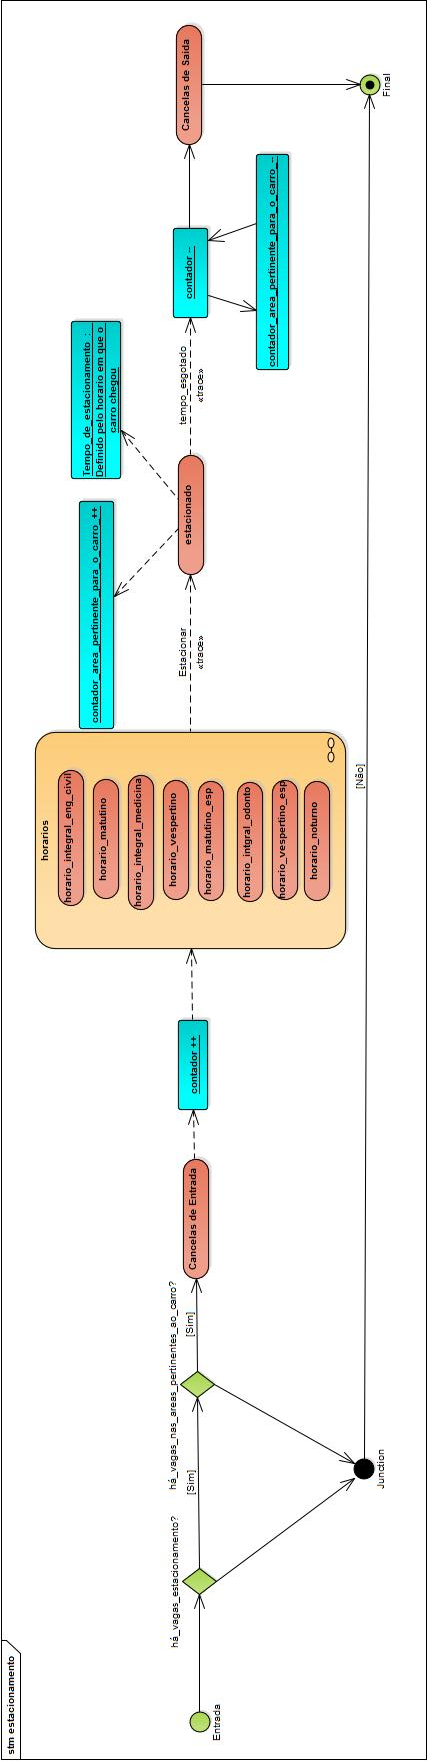 stm estacionamento
Entrada
há_vagas_estacionamento?
[Sim]
há_vagas_nas_areas_pertinentes_ao_carro?
[Sim]
Junction
Cancelas de Entrada
contador ++
horarios
horario_integral_eng_civil
horario_matutino
horario_integral_medicina
horario_vespertino
horario_matutino_esp
horario_intgral_odonto
horario_vespertino_esp
horario_noturno
[Não]
Estacionar
«trace»
contador_area_pertinente_para_o_carro_++
estacionado
Tempo_de_estacionamento :
Definido pelo horario em que o
carro chegou
tempo_esgotado
«trace»
contador --
contador_area_pertinente_para_o_carro_--
Cancelas de Saida
Final